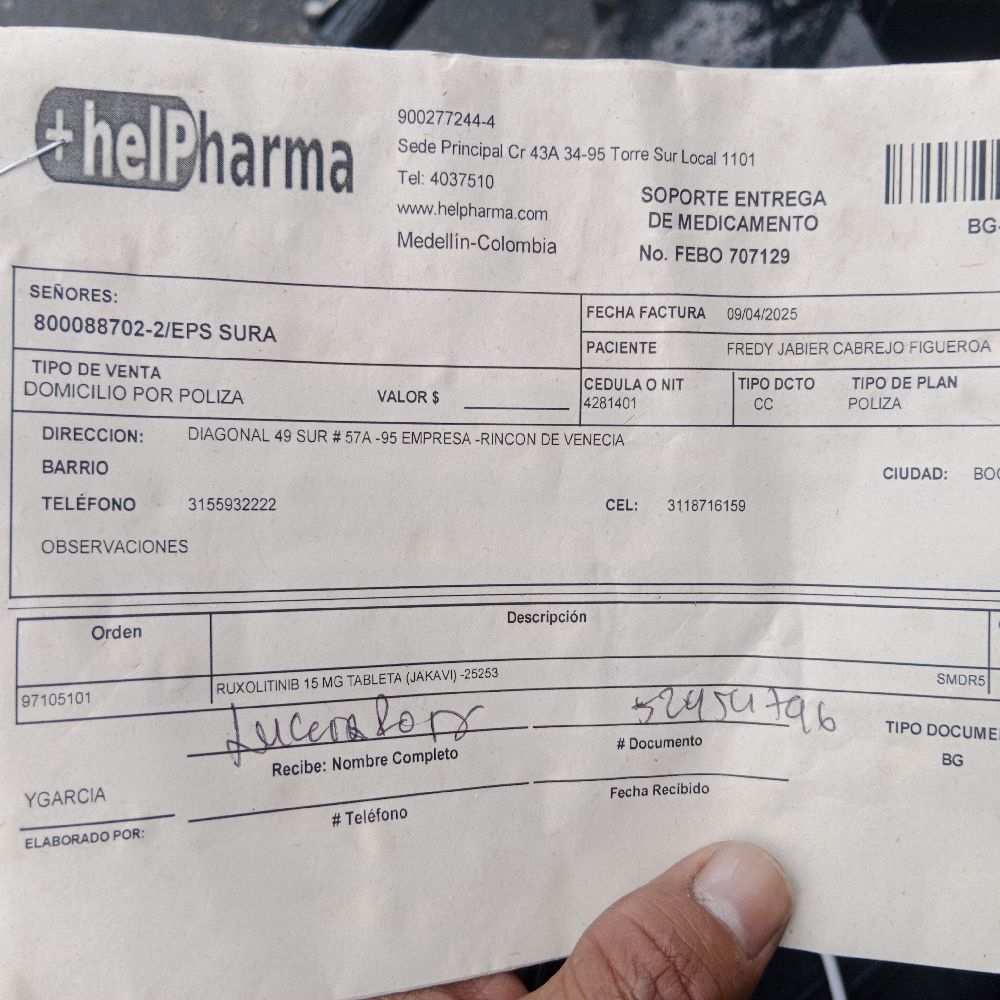 +helPharma
900277244-4
Sede Principal Cr 43A 34-95 Torre Sur Local 1101
Tel: 4037510
www.helpharma.com
Medellín-Colombia
SOPORTE ENTREGA
DE MEDICAMENTO
No. FEBO 707129
BG-
SEÑORES:
800088702-2/EPS SURA
FECHA FACTURA 09/04/2025
PACIENTE FREDY JABIER CABREJO FIGUEROA
TIPO DE VENTA
DOMICILIO POR POLIZA VALOR $
CEDULA O NIT TIPO DCTO TIPO DE PLAN
4281401 CC POLIZA
DIRECCION: DIAGONAL 49 SUR # 57A -95 EMPRESA -RINCON DE VENECIA
BARRIO CIUDAD: BOG
TELÉFONO 3155932222 CEL: 3118716159
OBSERVACIONES
Orden Descripción
97105101 RUXOLITINIB 15 MG TABLETA (JAKAVI) -25253 SMDR5
52954796
Recibe: Nombre Completo # Documento TIPO DOCUME
BG
YGARCIA
ELABORADO POR: # Teléfono Fecha Recibido